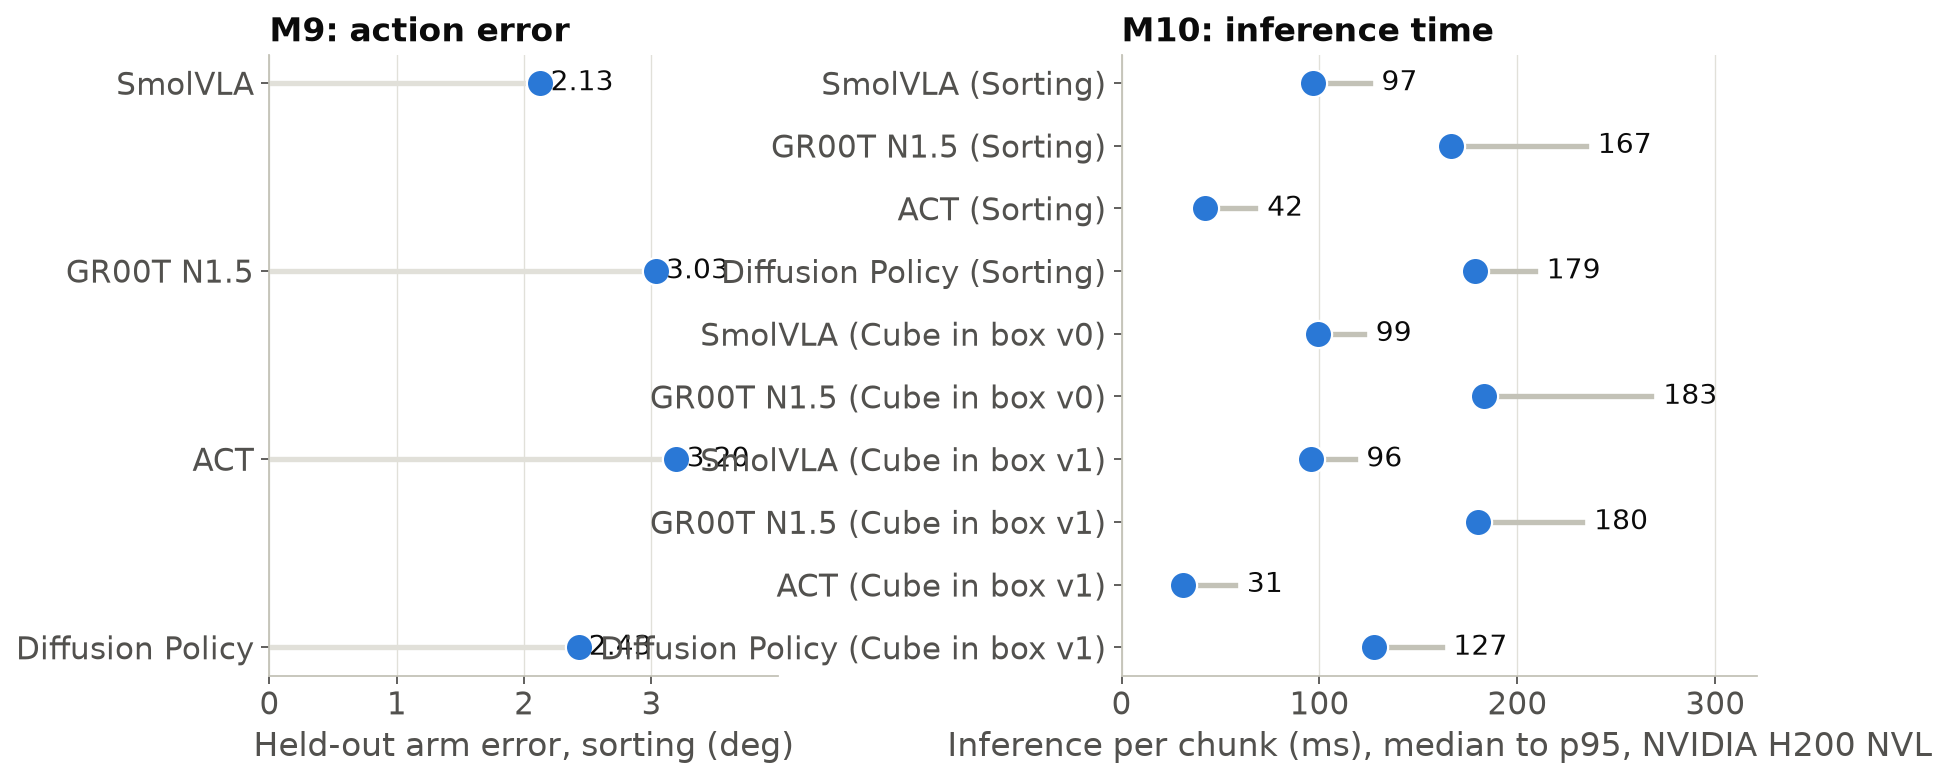 M9: action error
SmolVLA
2.13
GR00T N1.5
3.03
ACT
3.20
Diffusion Policy
2.43
0 1 2 3
Held-out arm error, sorting (deg)
M10: inference time
SmolVLA (Sorting)
97
GR00T N1.5 (Sorting)
167
ACT (Sorting)
42
Diffusion Policy (Sorting)
179
SmolVLA (Cube in box v0)
99
GR00T N1.5 (Cube in box v0)
183
SmolVLA (Cube in box v1)
96
GR00T N1.5 (Cube in box v1)
180
ACT (Cube in box v1)
31
Diffusion Policy (Cube in box v1)
127
0 100 200 300
Inference per chunk (ms), median to p95, NVIDIA H200 NVL